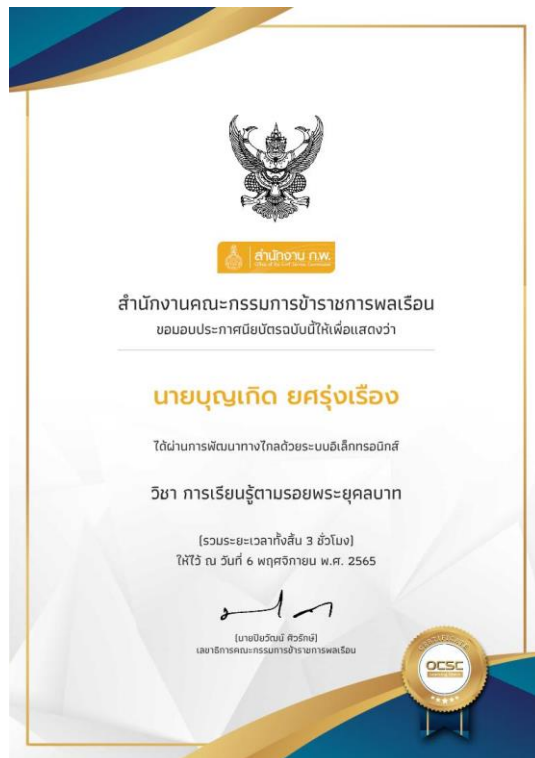 สำนักงาน ก.พ.
สำนักงานคณะกรรมการข้าราชการพลเรือน
ขอมอบประกาศนียบัตรฉบับนี้ให้เพื่อแสดงว่า
นายบุญเกิด ยศรุ่งเรือง
ได้ผ่านการพัฒนาทางไกลด้วยระบบอิเล็กทรอนิกส์
วิชา การเรียนรู้ตามรอยพระยุคลบาท
(รวมระยะเวลาทั้งสิ้น 3 ชั่วโมง)
ให้ไว้ ณ วันที่ 6 พฤศจิกายน พ.ศ. 2565
(นายปิยวัฒน์ ศิวรักษ์)
เลขาธิการคณะกรรมการข้าราชการพลเรือน
CERTIFICATE
OCSC